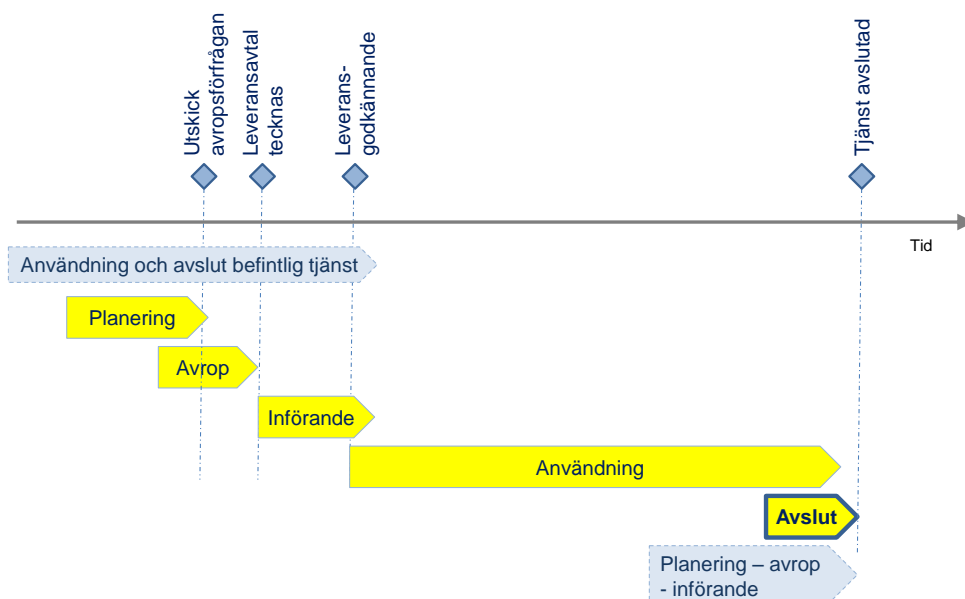 Utskick
avropsförfrågan
Leveransavtal
tecknas
Leverans-
godkännande
Tjänst avslutad
Tid
Användning och avslut befintlig tjänst
Planering
Avrop
Införande
Användning
Avslut
Planering – avrop
- införande